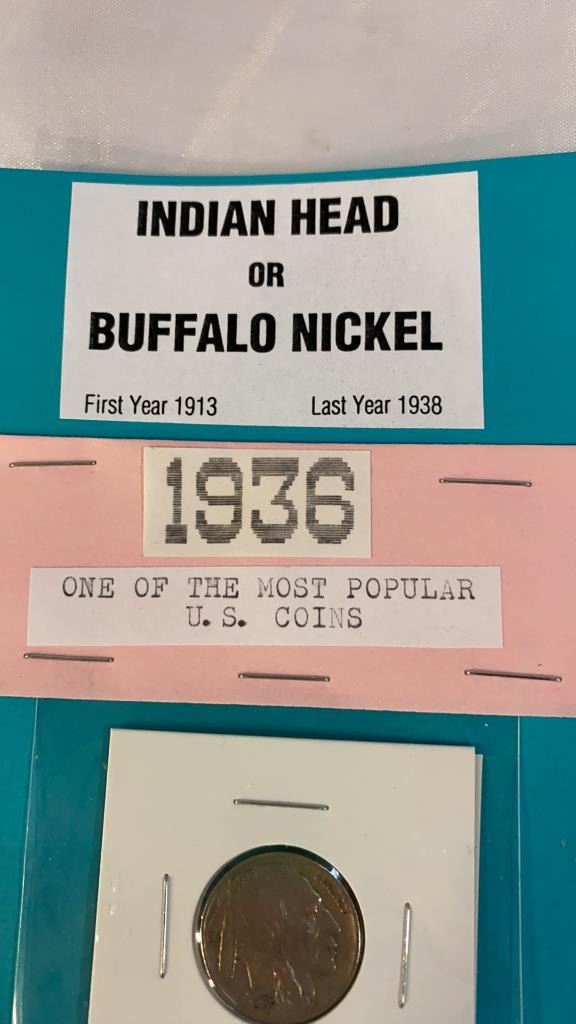 INDIAN HEAD
OR
BUFFALO NICKEL
First Year 1913 Last Year 1938
1936
ONE OF THE MOST POPULAR
U.S. COINS